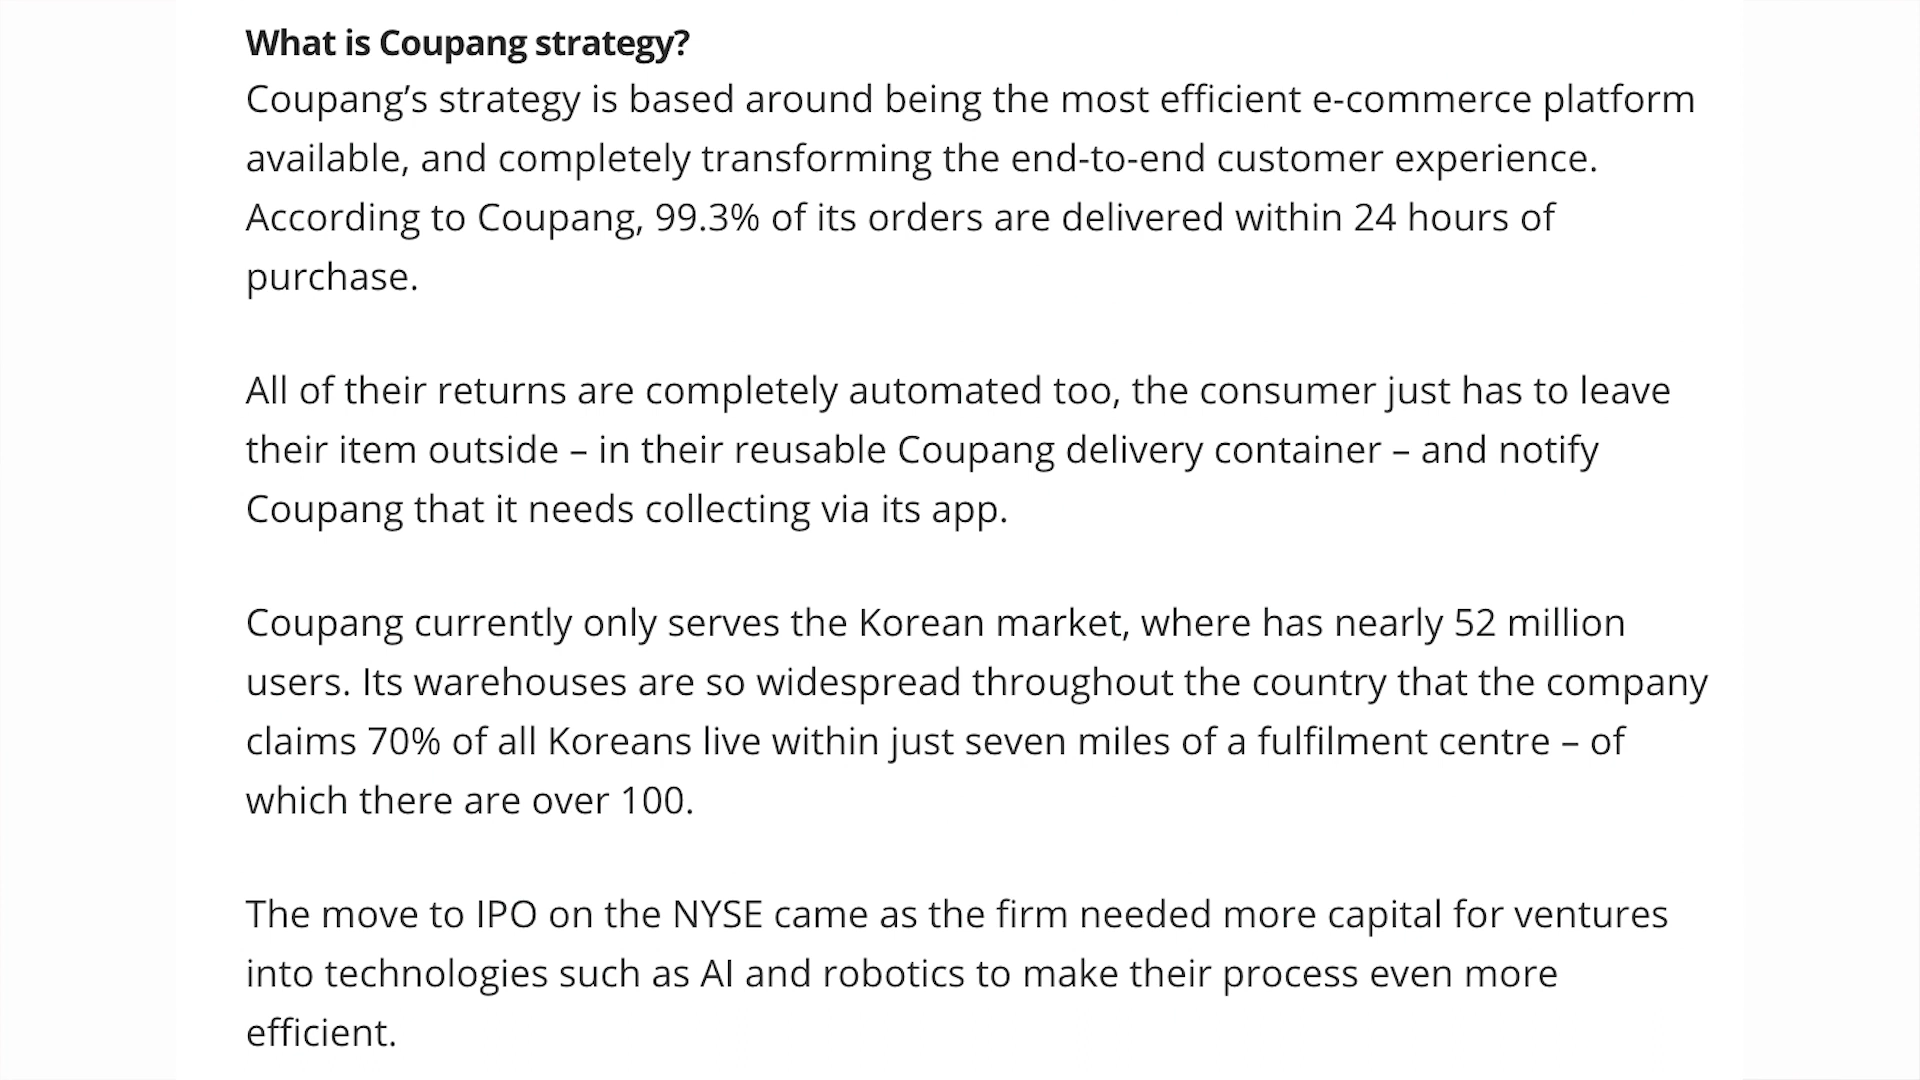 What is Coupang strategy?
Coupang’s strategy is based around being the most efficient e-commerce platform
available, and completely transforming the end-to-end customer experience.
According to Coupang, 99.3% of its orders are delivered within 24 hours of
purchase.
All of their returns are completely automated too, the consumer just has to leave
their item outside – in their reusable Coupang delivery container – and notify
Coupang that it needs collecting via its app.
Coupang currently only serves the Korean market, where has nearly 52 million
users. Its warehouses are so widespread throughout the country that the company
claims 70% of all Koreans live within just seven miles of a fulfilment centre – of
which there are over 100.
The move to IPO on the NYSE came as the firm needed more capital for ventures
into technologies such as AI and robotics to make their process even more
efficient.